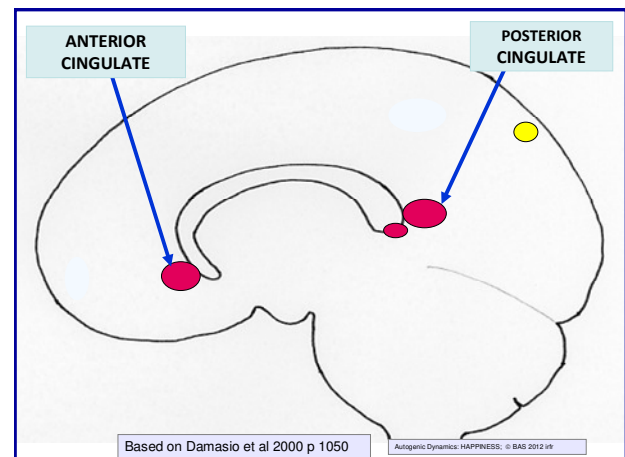 ANTERIOR
CINGULATE
POSTERIOR
CINGULATE
Based on Damasio et al 2000 p 1050
Autogenic Dynamics: HAPPINESS; © BAS 2012 irfr